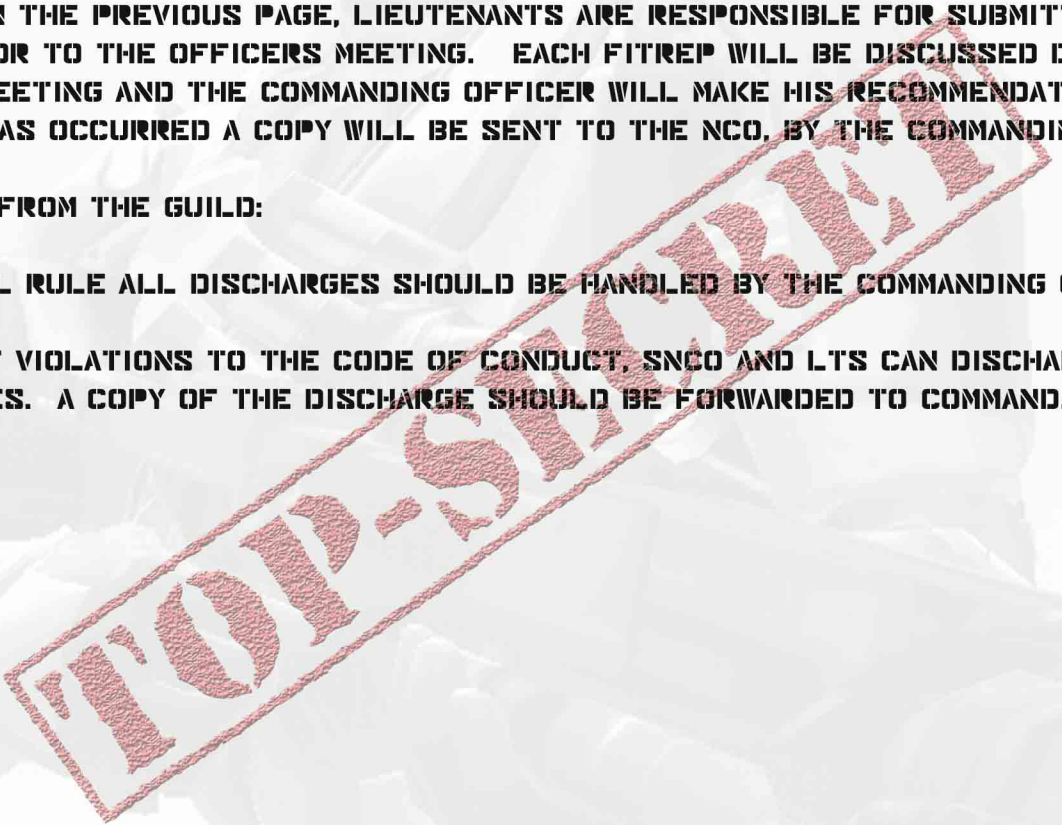 THE PREVIOUS PAGE, LIEUTENANTS ARE RESPONSIBLE FOR SUBMIT
OR TO THE OFFICERS MEETING. EACH FITREP WILL BE DISCUSSED
EETING AND THE COMMANDING OFFICER WILL MAKE HIS RECOMMENDAT
AS OCCURRED A COPY WILL BE SENT TO THE NCO, BY THE COMMANDIN
FROM THE GUILD:
L RULE ALL DISCHARGES SHOULD BE HANDLED BY THE COMMANDING
VIOLATIONS TO THE CODE OF CONDUCT, SNCO AND LTS CAN DISCHA
ES. A COPY OF THE DISCHARGE SHOULD BE FORWARDED TO COMMAND
TOP-SECRET